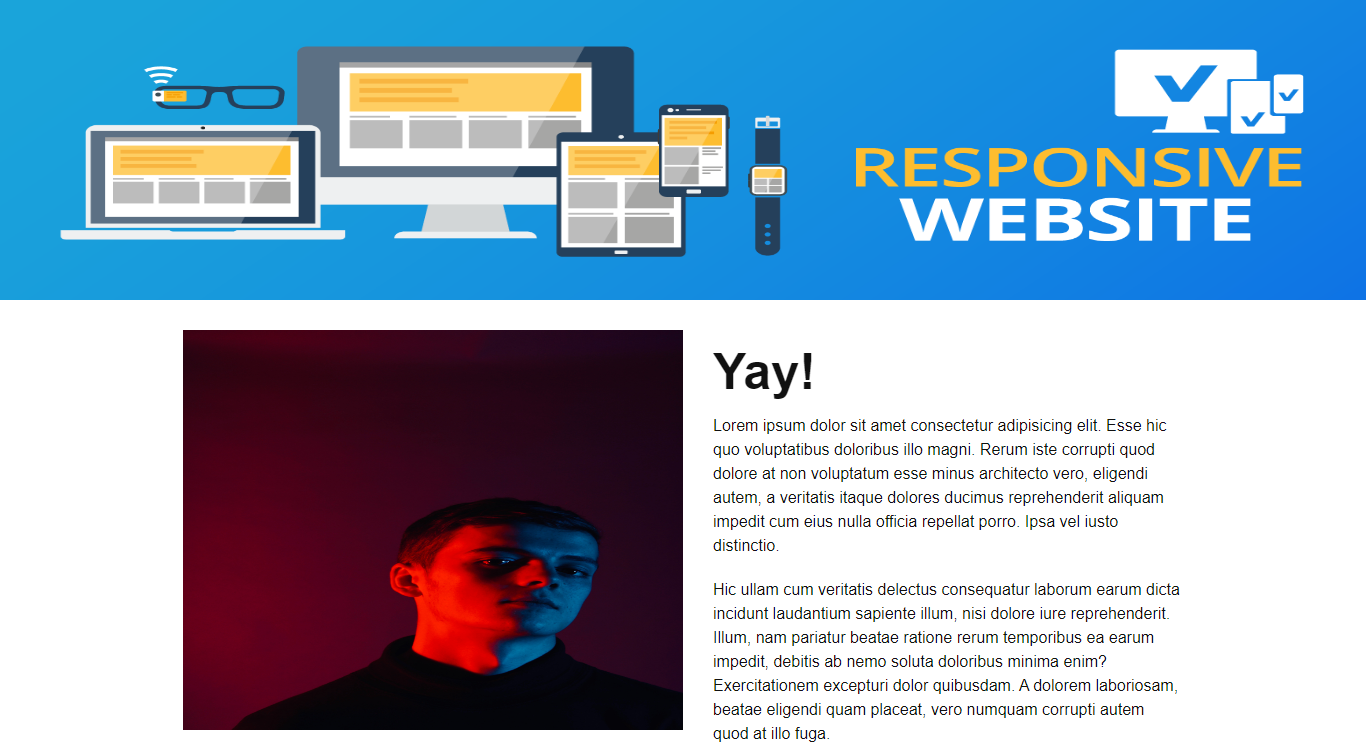 RESPONSIVE
WEBSITE
Yay!
Lorem ipsum dolor sit amet consectetur adipisicing elit. Esse hic
quo voluptatibus doloribus illo magni. Rerum iste corrupti quod
dolore at non voluptatum esse minus architecto vero, eligendi
autem, a veritatis itaque dolores ducimus reprehenderit aliquam
impedit cum eius nulla officia repellat porro. Ipsa vel iusto
distinctio.
Hic ullam cum veritatis delectus consequatur laborum earum dicta
incidunt laudantium sapiente illum, nisi dolore iure reprehenderit.
Illum, nam pariatur beatae ratione rerum temporibus ea earum
impedit, debitis ab nemo soluta doloribus minima enim?
Exercitationem excepturi dolor quibusdam. A dolorem laboriosam,
beatae eligendi quam placeat, vero numquam corrupti autem
quod at illo fuga.